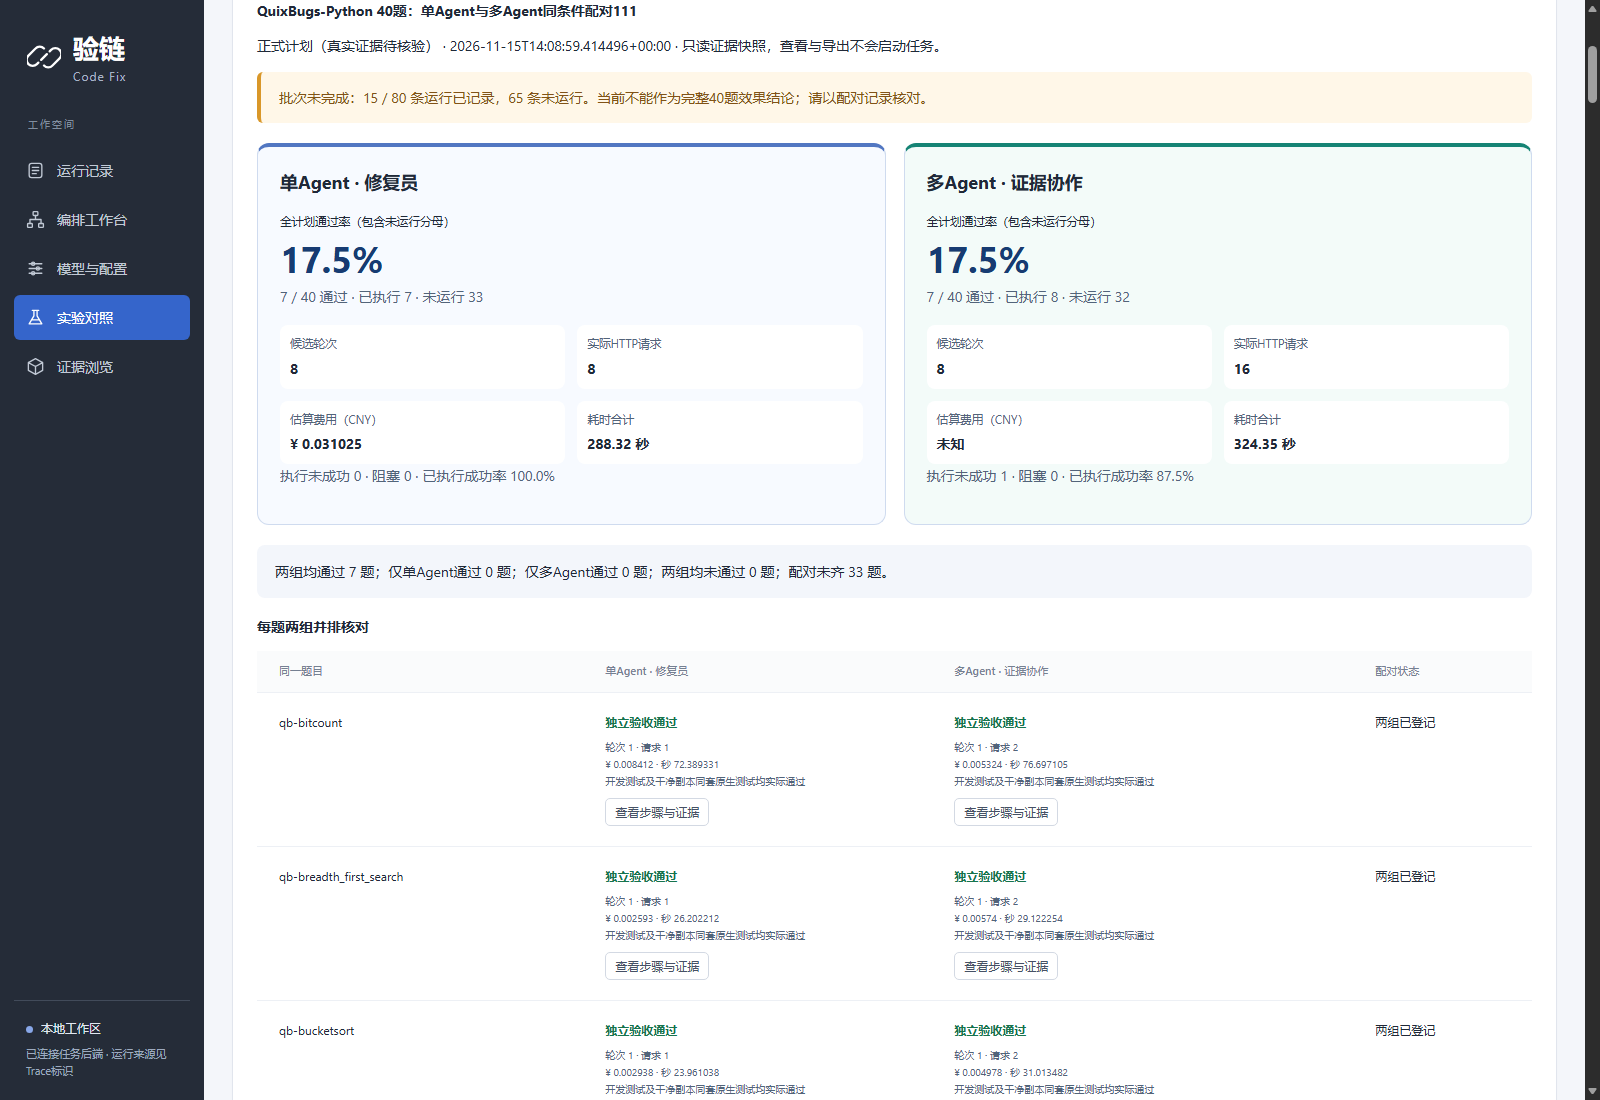 验链
Code Fix
工作空间
运行记录
编排工作台
模型与配置
实验对照
证据浏览
本地工作区
已连接任务后端 · 运行来源见
Trace标识
QuixBugs-Python 40题：单Agent与多Agent同条件配对111
正式计划（真实证据待核验） · 2026-11-15T14:08:59.414496+00:00 · 只读证据快照，查看与导出不会启动任务。
批次未完成：15 / 80 条运行已记录，65 条未运行。当前不能作为完整40题效果结论；请以配对记录核对。
单Agent · 修复员
全计划通过率（包含未运行分母）
17.5%
7 / 40 通过 · 已执行 7 · 未运行 33
候选轮次
8
实际HTTP请求
8
估算费用（CNY）
¥ 0.031025
耗时合计
288.32 秒
执行未成功 0 · 阻塞 0 · 已执行成功率 100.0%
多Agent · 证据协作
全计划通过率（包含未运行分母）
17.5%
7 / 40 通过 · 已执行 8 · 未运行 32
候选轮次
8
实际HTTP请求
16
估算费用（CNY）
未知
耗时合计
324.35 秒
执行未成功 1 · 阻塞 0 · 已执行成功率 87.5%
两组均通过 7 题；仅单Agent通过 0 题；仅多Agent通过 0 题；两组均未通过 0 题；配对未齐 33 题。
每题两组并排核对
同一题目 单Agent · 修复员 多Agent · 证据协作 配对状态
qb-bitcount
独立验收通过
轮次 1 · 请求 1
¥ 0.008412 · 秒 72.389331
开发测试及干净副本同套原生测试均实际通过
查看步骤与证据
独立验收通过
轮次 1 · 请求 2
¥ 0.005324 · 秒 76.697105
开发测试及干净副本同套原生测试均实际通过
查看步骤与证据
两组已登记
qb-breadth_first_search
独立验收通过
轮次 1 · 请求 1
¥ 0.002593 · 秒 26.202212
开发测试及干净副本同套原生测试均实际通过
查看步骤与证据
独立验收通过
轮次 1 · 请求 2
¥ 0.00574 · 秒 29.122254
开发测试及干净副本同套原生测试均实际通过
查看步骤与证据
两组已登记
qb-bucketsort
独立验收通过
轮次 1 · 请求 1
¥ 0.002938 · 秒 23.961038
开发测试及干净副本同套原生测试均实际通过
独立验收通过
轮次 1 · 请求 2
¥ 0.004978 · 秒 31.013482
开发测试及干净副本同套原生测试均实际通过
两组已登记